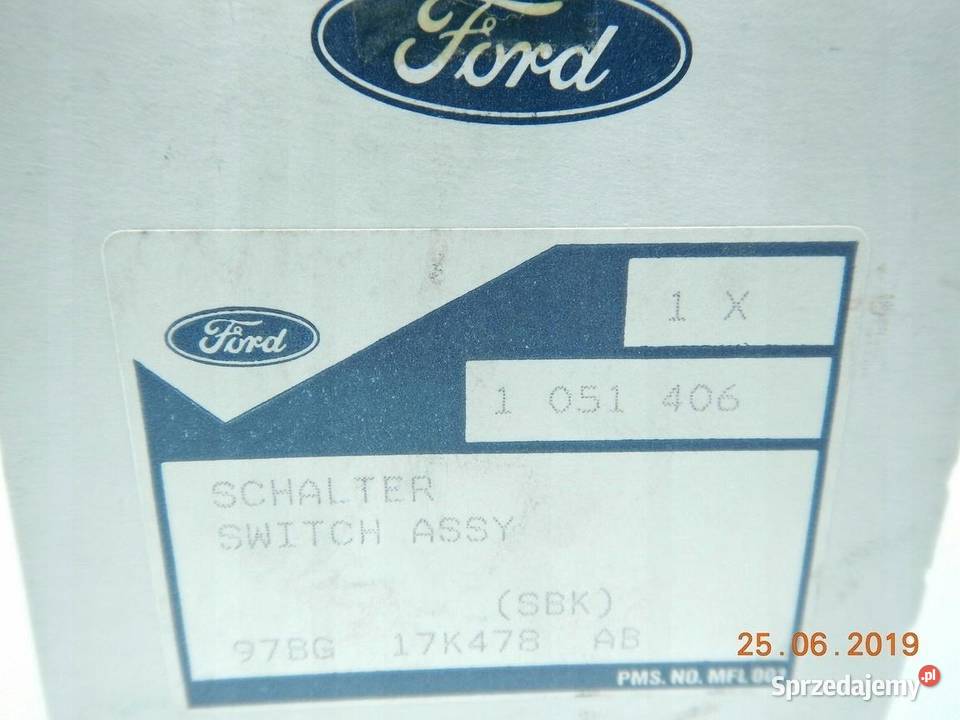 Ford
Ford
1 X
1 051 406
SCHALTER
SWITCH ASSY
(SBK)
97BG 17K478 AB
PMS. NO. MFL 001
25.06.2019
Sprzedajemy.pl